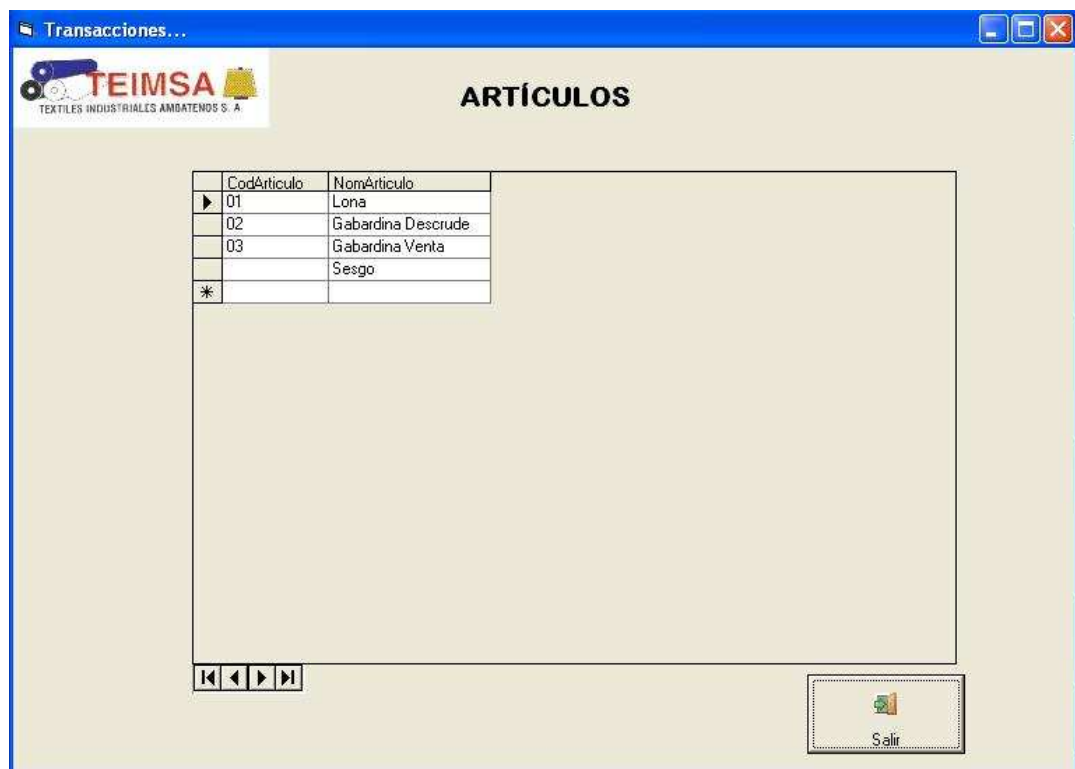 Transacciones...
TEIMSA
TEXTILES INDUSTRIALES AMBATENOS S. A.
ARTÍCULOS
CodArticulo NomArticulo
01 Lona
02 Gabardina Descrude
03 Gabardina Venta
Sesgo
Salir